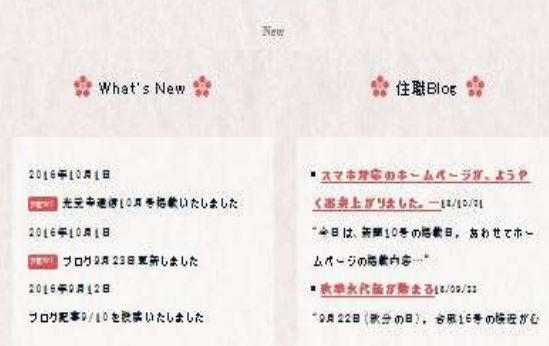 New
What's New
住職Blog
2016年10月1日
new! 光受寺通信10月号掲載いたしました
2016年10月1日
new! ブログ9月23日更新しました
2016年9月12日
ブログ記事9/10を投稿いたしました
スマホ対応のホームページが、ようや
く出来上がりました。
"今日は、新聞10号の掲載日。あわせてホー
ムページの掲載内容…"
秋季永代経が勤まる
"9月22日(秋分の日)。台風16号の接近が心